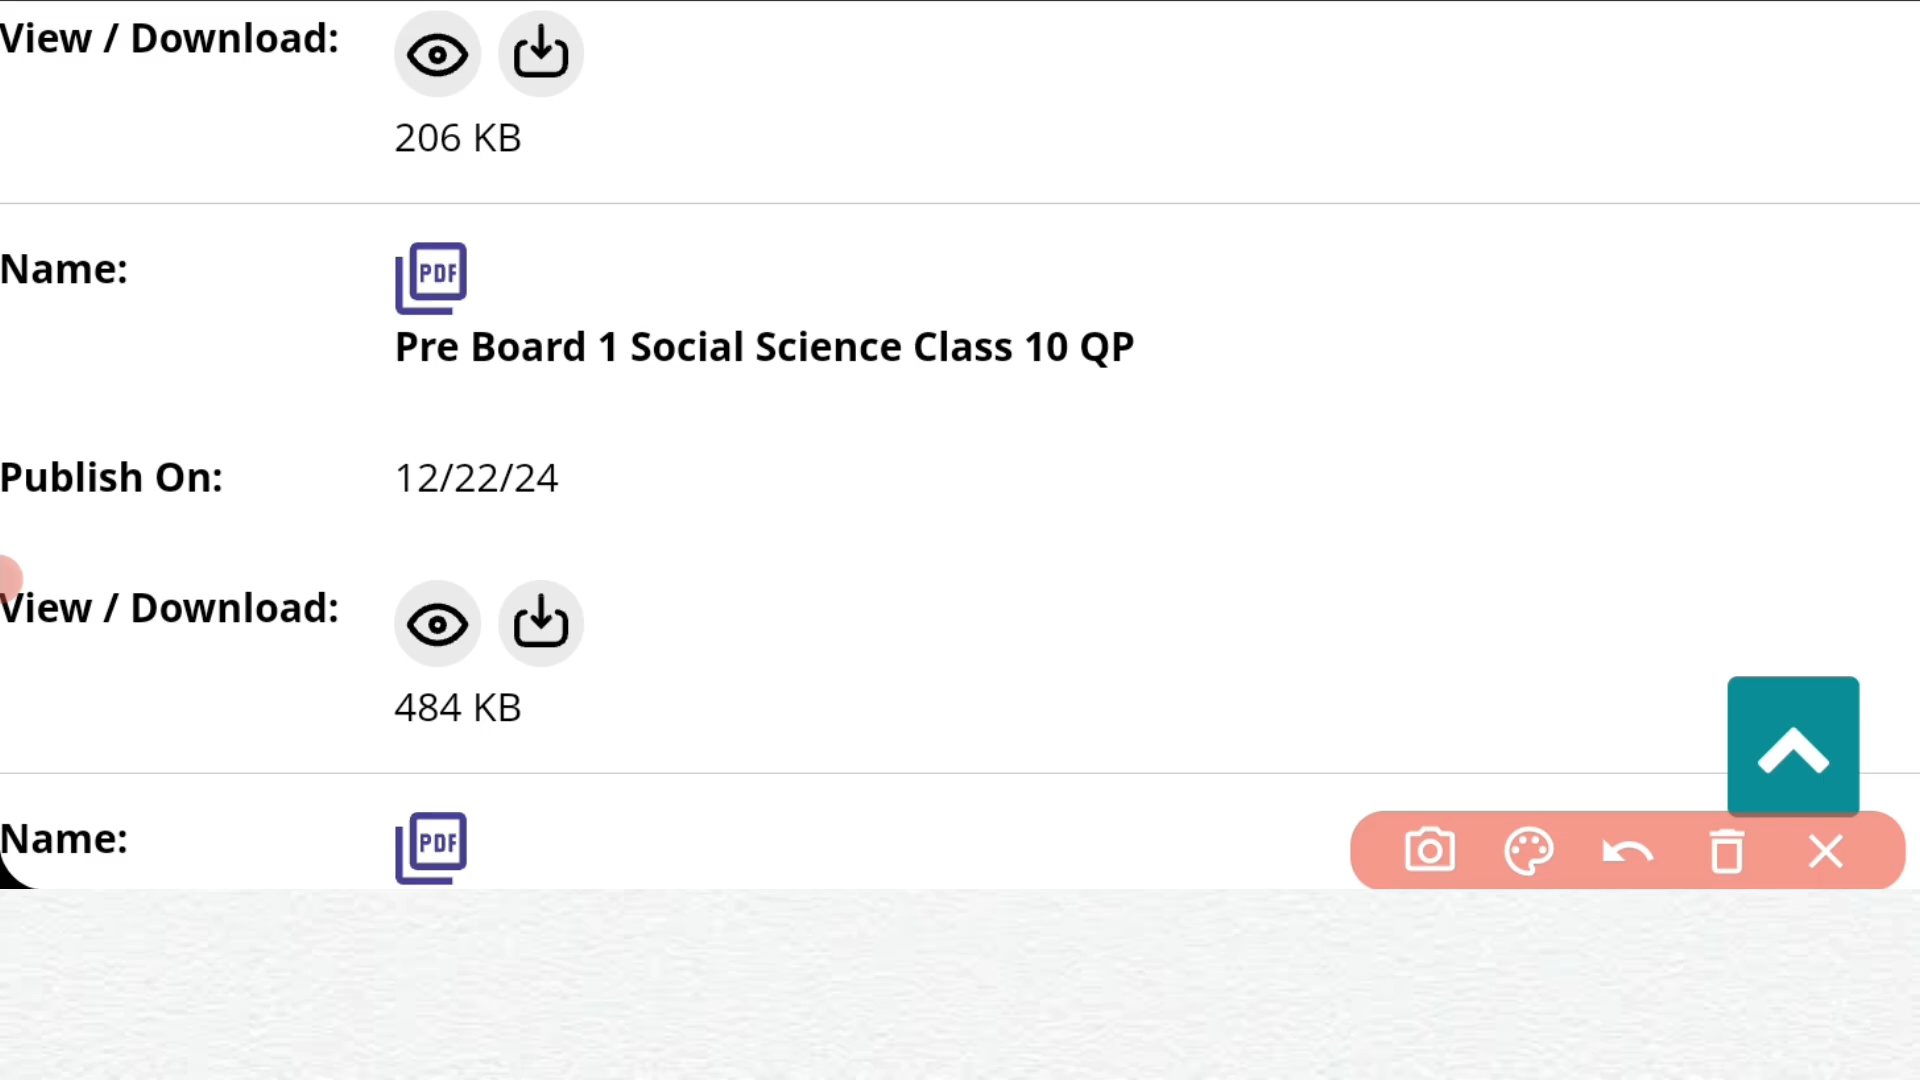 View / Download:
206 KB
Name:
PDF
Pre Board 1 Social Science Class 10 QP
Publish On:
12/22/24
View / Download:
484 KB
Name:
PDF